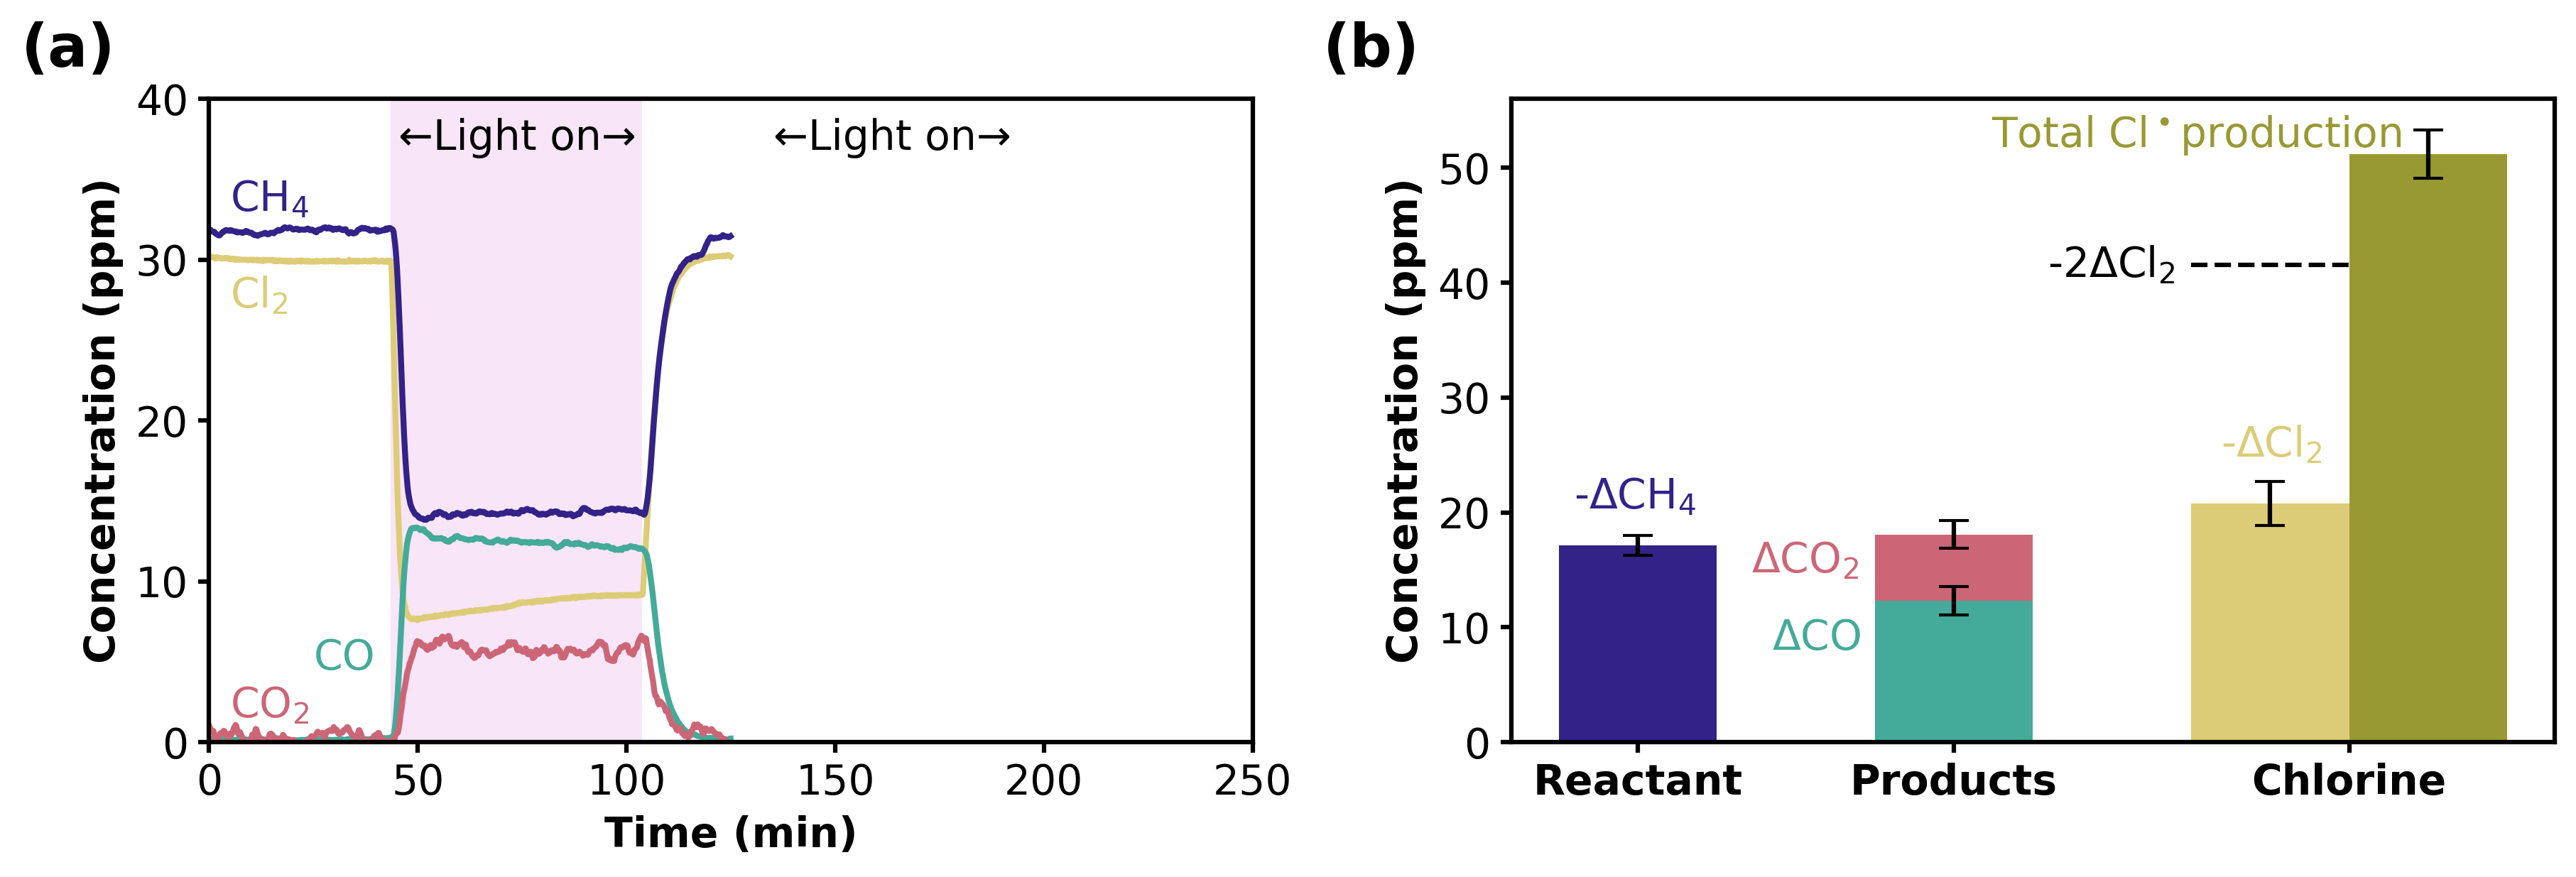 (a)
Concentration (ppm)
40
30
20
10
0
←Light on→
←Light on→
CH₄
Cl₂
CO
CO₂
0 50 100 150 200 250
Time (min)
(b)
Concentration (ppm)
50
40
30
20
10
0
Total Cl• production
-2ΔCl₂
-ΔCl₂
-ΔCH₄
ΔCO₂
ΔCO
Reactant Products Chlorine